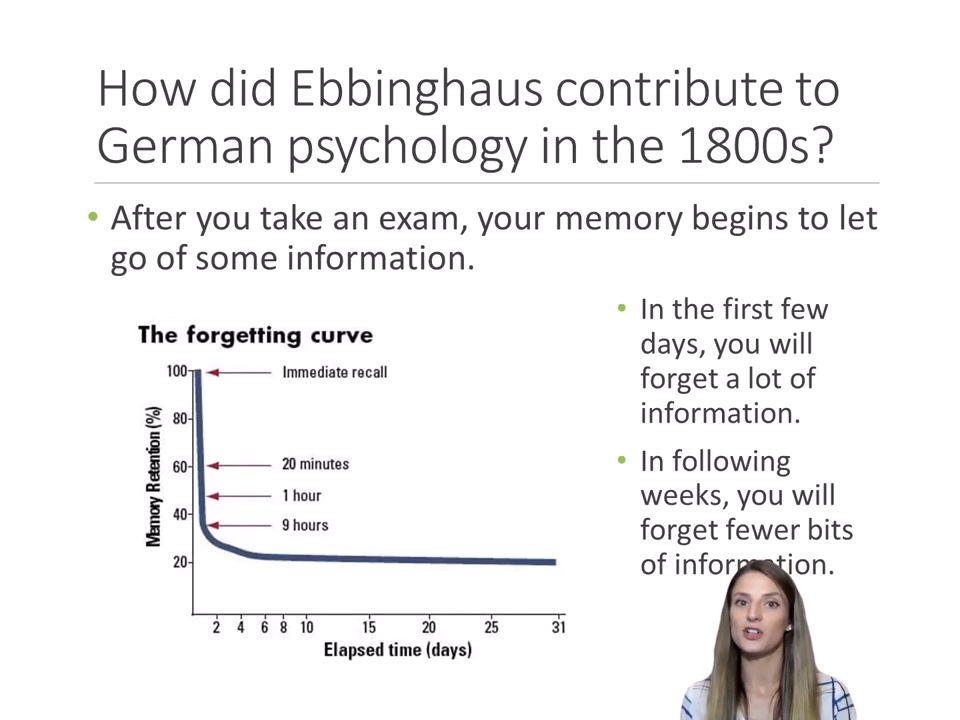 How did Ebbinghaus contribute to
German psychology in the 1800s?
• After you take an exam, your memory begins to let
go of some information.
• In the first few
days, you will
forget a lot of
information.
• In following
weeks, you will
forget fewer bits
of information.
The forgetting curve
Memory Retention (%)
100
80
60
40
20
Immediate recall
20 minutes
1 hour
9 hours
2 4 6 8 10 15 20 25 31
Elapsed time (days)